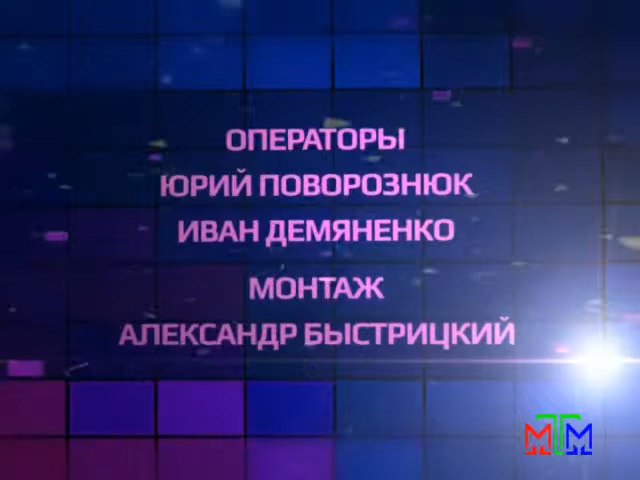 ОПЕРАТОРЫ
ЮРИЙ ПОВОРОЗНЮК
ИВАН ДЕМЯНЕНКО
МОНТАЖ
АЛЕКСАНДР БЫСТРИЦКИЙ
МТМ